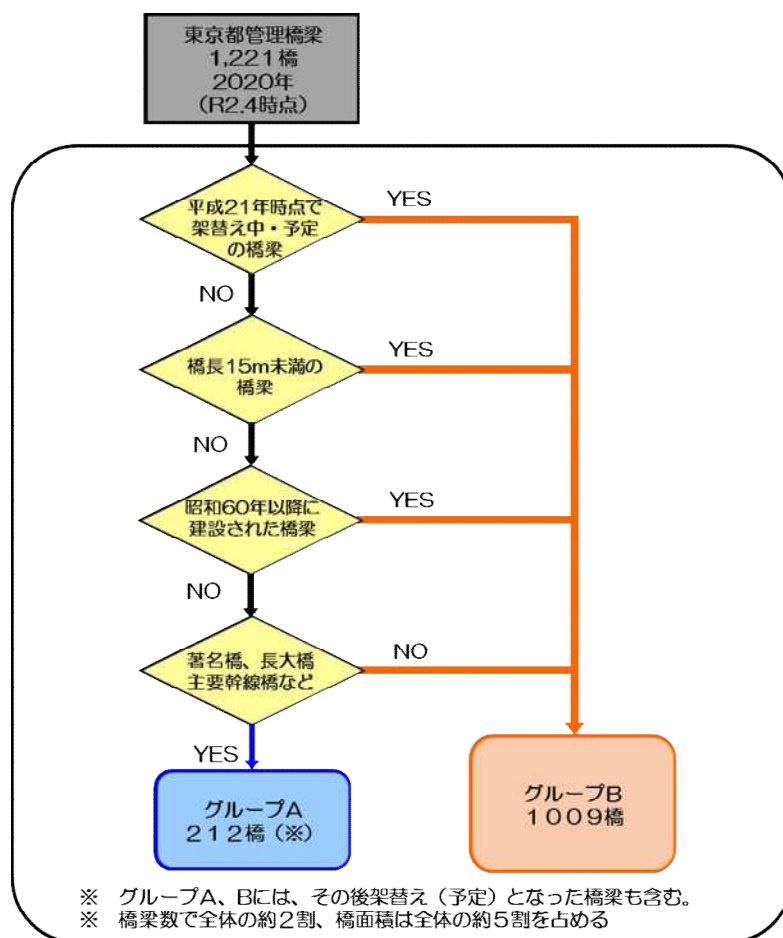 東京都管理橋梁
1,221橋
2020年
(R2.4時点)
平成21年時点で
架替え中・予定
の橋梁
YES
NO
橋長15m未満の
橋梁
YES
NO
昭和60年以降に
建設された橋梁
YES
NO
著名橋、長大橋
主要幹線橋など
NO
YES
グループA
212橋(※)
グループB
1009橋
※ グループA、Bには、その後架替え(予定)となった橋梁も含む。
※ 橋梁数で全体の約2割、橋面積は全体の約5割を占める